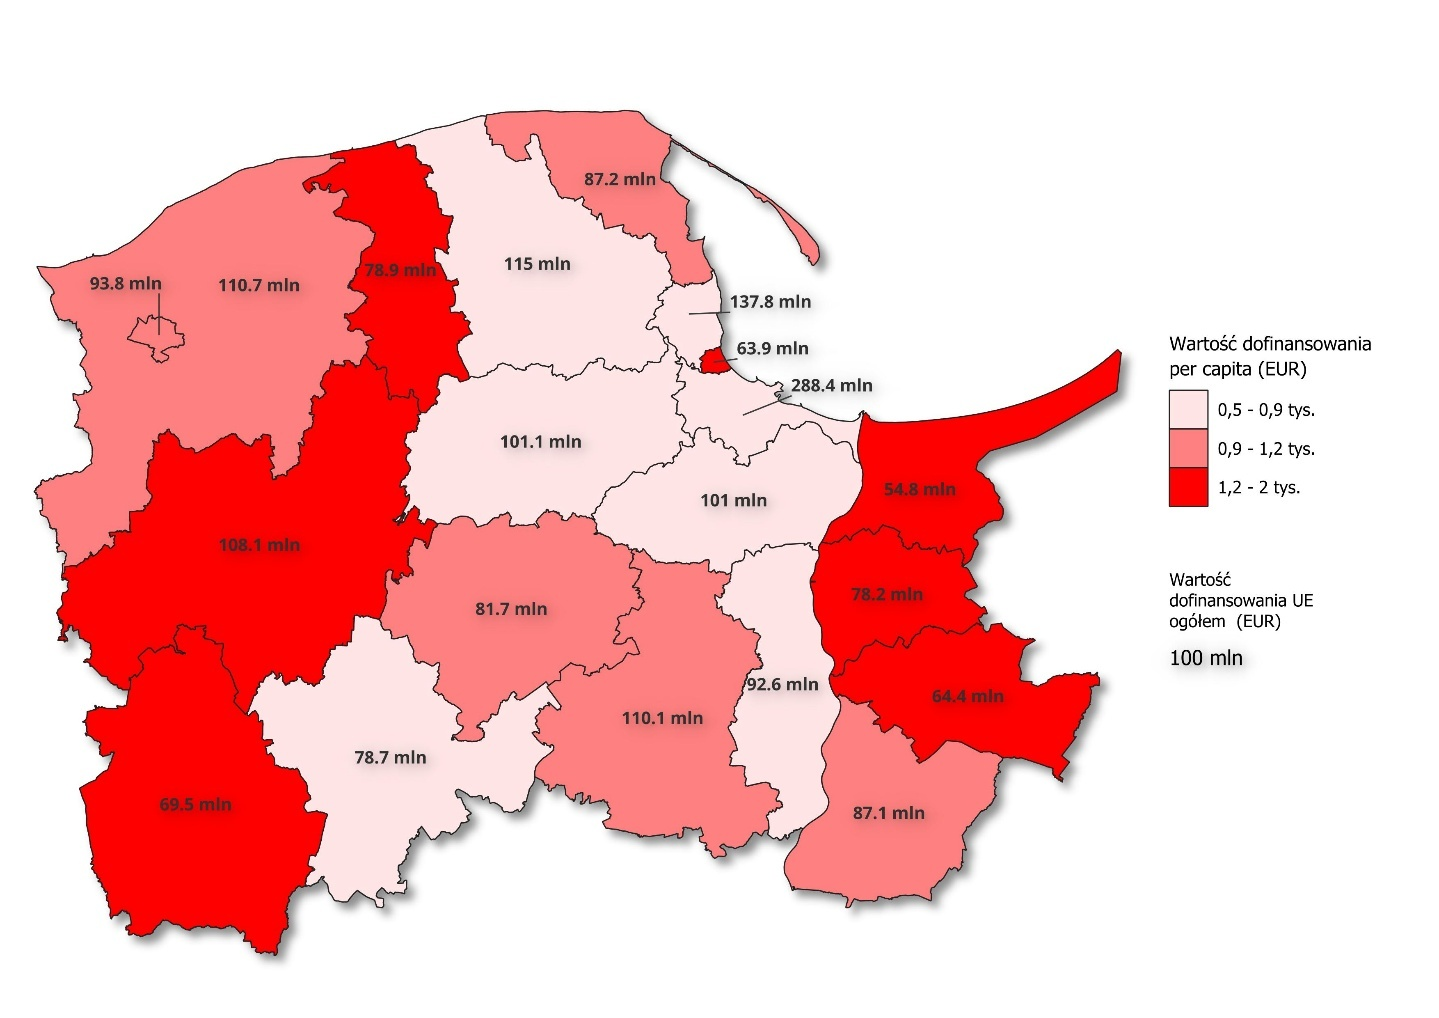 87.2 mln
115 mln
78.9 mln
93.8 mln
110.7 mln
137.8 mln
63.9 mln
288.4 mln
101.1 mln
101 mln
54.8 mln
108.1 mln
78.2 mln
81.7 mln
92.6 mln
64.4 mln
110.1 mln
78.7 mln
69.5 mln
87.1 mln
Wartość dofinansowania
per capita (EUR)
0,5 - 0,9 tys.
0,9 - 1,2 tys.
1,2 - 2 tys.
Wartość
dofinansowania UE
ogółem (EUR)
100 mln